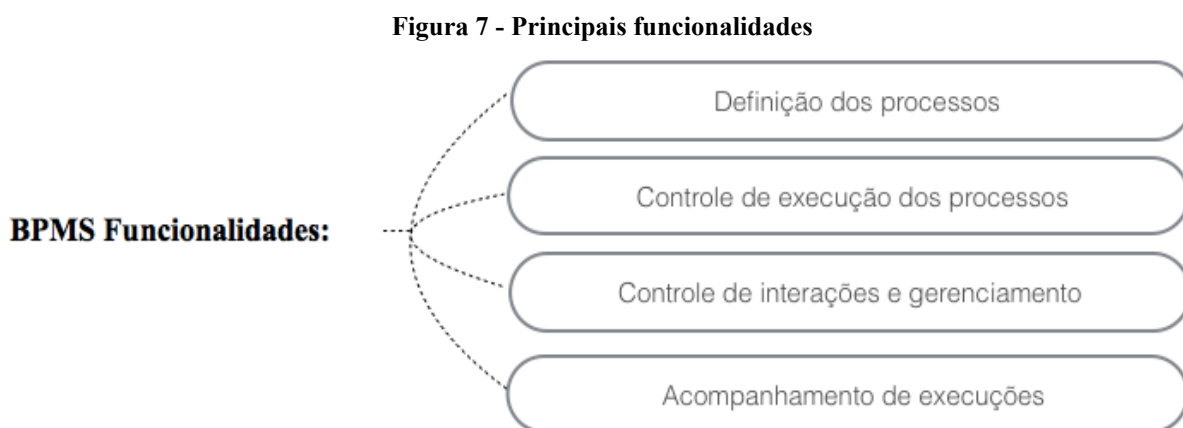 Figura 7 - Principais funcionalidades
Definição dos processos
Controle de execução dos processos
BPMS Funcionalidades:
Controle de interações e gerenciamento
Acompanhamento de execuções